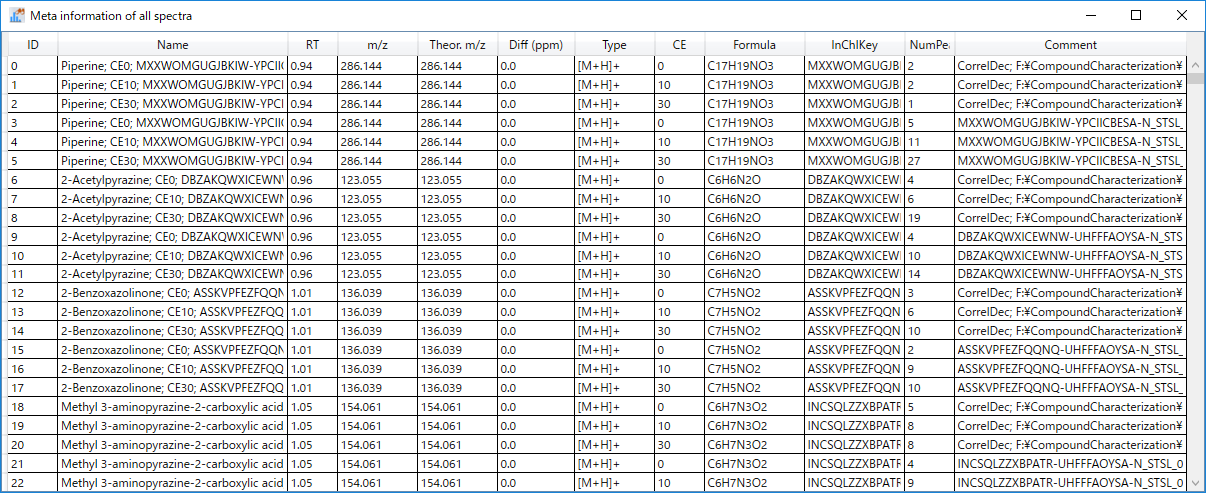 Meta information of all spectra
ID Name RT m/z Theor. m/z Diff (ppm) Type CE Formula InChIKey NumPea Comment
0 Piperine; CE0; MXXWOMGUGJBKIW-YPCIIC 0.94 286.144 286.144 0.0 [M+H]+ 0 C17H19NO3 MXXWOMGUGJBI 2 CorrelDec; F:¥CompoundCharacterization¥
1 Piperine; CE10; MXXWOMGUGJBKIW-YPCI 0.94 286.144 286.144 0.0 [M+H]+ 10 C17H19NO3 MXXWOMGUGJBI 2 CorrelDec; F:¥CompoundCharacterization¥
2 Piperine; CE30; MXXWOMGUGJBKIW-YPCI 0.94 286.144 286.144 0.0 [M+H]+ 30 C17H19NO3 MXXWOMGUGJBI 1 CorrelDec; F:¥CompoundCharacterization¥
3 Piperine; CE0; MXXWOMGUGJBKIW-YPCIIC 0.94 286.144 286.144 0.0 [M+H]+ 0 C17H19NO3 MXXWOMGUGJBI 5 MXXWOMGUGJBKIW-YPCIICBESA-N_STSL_
4 Piperine; CE10; MXXWOMGUGJBKIW-YPCI 0.94 286.144 286.144 0.0 [M+H]+ 10 C17H19NO3 MXXWOMGUGJBI 11 MXXWOMGUGJBKIW-YPCIICBESA-N_STSL_
5 Piperine; CE30; MXXWOMGUGJBKIW-YPCI 0.94 286.144 286.144 0.0 [M+H]+ 30 C17H19NO3 MXXWOMGUGJBI 27 MXXWOMGUGJBKIW-YPCIICBESA-N_STSL_
6 2-Acetylpyrazine; CE0; DBZAKQWXICEWNW 0.96 123.055 123.055 0.0 [M+H]+ 0 C6H6N2O DBZAKQWXICEW 4 CorrelDec; F:¥CompoundCharacterization¥
7 2-Acetylpyrazine; CE10; DBZAKQWXICEWN 0.96 123.055 123.055 0.0 [M+H]+ 10 C6H6N2O DBZAKQWXICEW 6 CorrelDec; F:¥CompoundCharacterization¥
8 2-Acetylpyrazine; CE30; DBZAKQWXICEWN 0.96 123.055 123.055 0.0 [M+H]+ 30 C6H6N2O DBZAKQWXICEW 19 CorrelDec; F:¥CompoundCharacterization¥
9 2-Acetylpyrazine; CE0; DBZAKQWXICEWNW 0.96 123.055 123.055 0.0 [M+H]+ 0 C6H6N2O DBZAKQWXICEW 4 DBZAKQWXICEWNW-UHFFFAOYSA-N_STS
10 2-Acetylpyrazine; CE10; DBZAKQWXICEWN 0.96 123.055 123.055 0.0 [M+H]+ 10 C6H6N2O DBZAKQWXICEW 10 DBZAKQWXICEWNW-UHFFFAOYSA-N_STS
11 2-Acetylpyrazine; CE30; DBZAKQWXICEWN 0.96 123.055 123.055 0.0 [M+H]+ 30 C6H6N2O DBZAKQWXICEW 14 DBZAKQWXICEWNW-UHFFFAOYSA-N_STS
12 2-Benzoxazolinone; CE0; ASSKVPFEZFQQN 1.01 136.039 136.039 0.0 [M+H]+ 0 C7H5NO2 ASSKVPFEZFQQN 3 CorrelDec; F:¥CompoundCharacterization¥
13 2-Benzoxazolinone; CE10; ASSKVPFEZFQQ 1.01 136.039 136.039 0.0 [M+H]+ 10 C7H5NO2 ASSKVPFEZFQQN 6 CorrelDec; F:¥CompoundCharacterization¥
14 2-Benzoxazolinone; CE30; ASSKVPFEZFQQ 1.01 136.039 136.039 0.0 [M+H]+ 30 C7H5NO2 ASSKVPFEZFQQN 10 CorrelDec; F:¥CompoundCharacterization¥
15 2-Benzoxazolinone; CE0; ASSKVPFEZFQQN 1.01 136.039 136.039 0.0 [M+H]+ 0 C7H5NO2 ASSKVPFEZFQQN 2 ASSKVPFEZFQQNQ-UHFFFAOYSA-N_STSL_
16 2-Benzoxazolinone; CE10; ASSKVPFEZFQQ 1.01 136.039 136.039 0.0 [M+H]+ 10 C7H5NO2 ASSKVPFEZFQQN 9 ASSKVPFEZFQQNQ-UHFFFAOYSA-N_STSL_
17 2-Benzoxazolinone; CE30; ASSKVPFEZFQQ 1.01 136.039 136.039 0.0 [M+H]+ 30 C7H5NO2 ASSKVPFEZFQQN 10 ASSKVPFEZFQQNQ-UHFFFAOYSA-N_STSL_
18 Methyl 3-aminopyrazine-2-carboxylic acid 1.05 154.061 154.061 0.0 [M+H]+ 0 C6H7N3O2 INCSQLZZXBPATR 5 CorrelDec; F:¥CompoundCharacterization¥
19 Methyl 3-aminopyrazine-2-carboxylic acid 1.05 154.061 154.061 0.0 [M+H]+ 10 C6H7N3O2 INCSQLZZXBPATR 8 CorrelDec; F:¥CompoundCharacterization¥
20 Methyl 3-aminopyrazine-2-carboxylic acid 1.05 154.061 154.061 0.0 [M+H]+ 30 C6H7N3O2 INCSQLZZXBPATR 8 CorrelDec; F:¥CompoundCharacterization¥
21 Methyl 3-aminopyrazine-2-carboxylic acid 1.05 154.061 154.061 0.0 [M+H]+ 0 C6H7N3O2 INCSQLZZXBPATR 4 INCSQLZZXBPATR-UHFFFAOYSA-N_STSL_0
22 Methyl 3-aminopyrazine-2-carboxylic acid 1.05 154.061 154.061 0.0 [M+H]+ 10 C6H7N3O2 INCSQLZZXBPATR 9 INCSQLZZXBPATR-UHFFFAOYSA-N_STSL_0